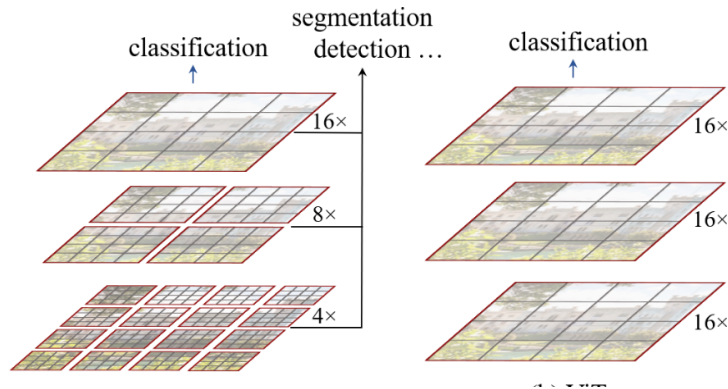 segmentation
detection ...
classification
16×
8×
4×
classification
16×
16×
16×